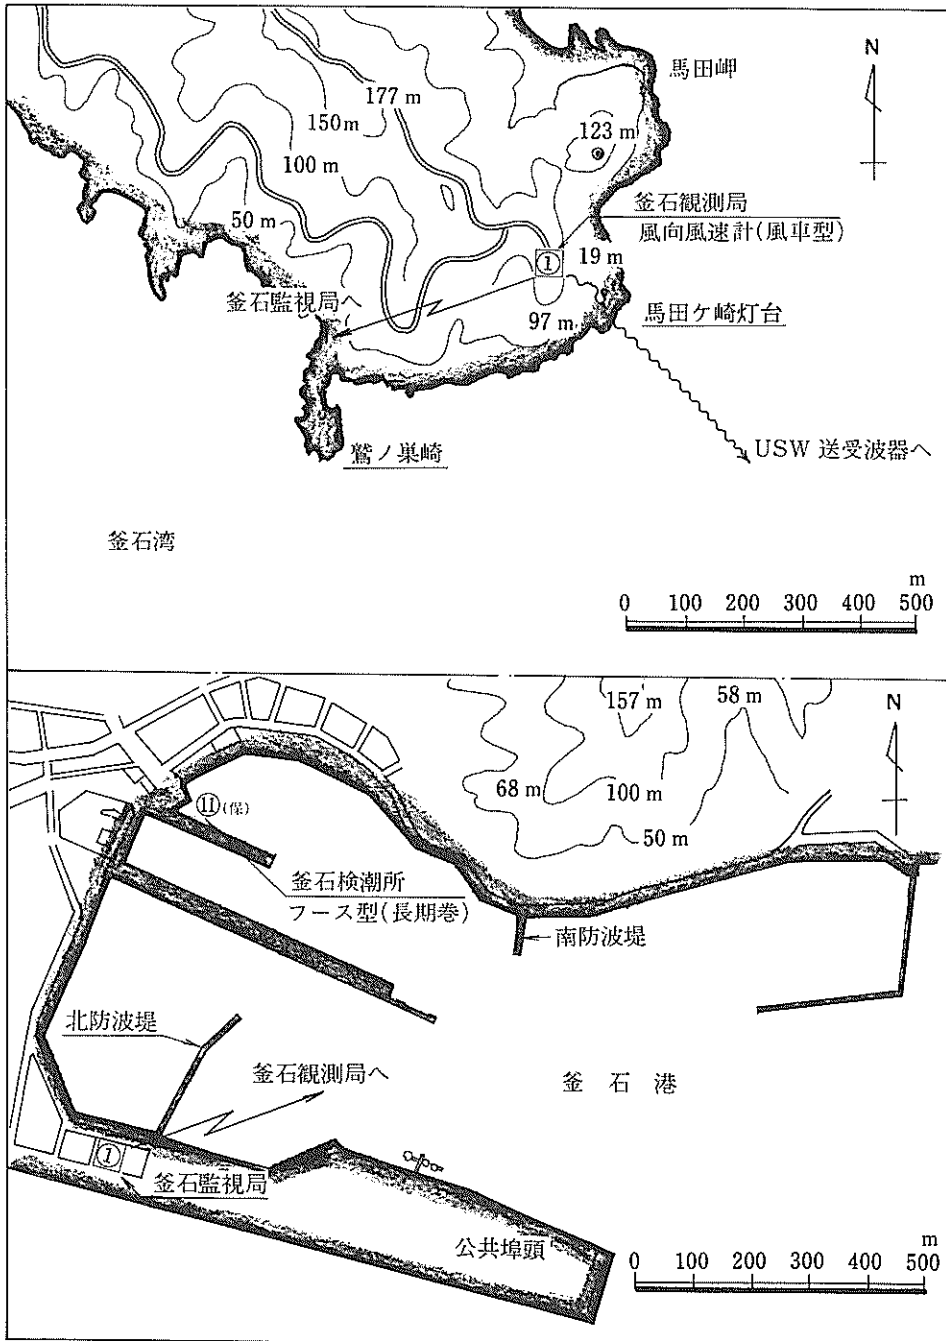 馬田岬
N
177 m
150m
123 m
100 m
釜石観測局
風向風速計(風車型)
50 m
①
19 m
釜石監視局へ
97 m
馬田ケ崎灯台
鷲ノ巣崎
USW 送受波器へ
釜石湾
m
0 100 200 300 400 500
157 m
58 m
N
68 m
100 m
⑪(保)
50 m
釜石検潮所
フース型(長期巻)
南防波堤
北防波堤
釜石観測局へ
釜石港
①
釜石監視局
公共埠頭
m
0 100 200 300 400 500